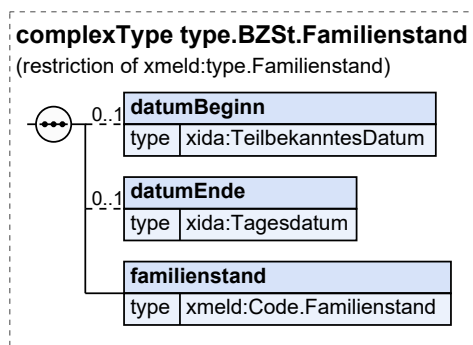 complexType type.BZSt.Familienstand
(restriction of xmeld:type.Familienstand)
0..1
datumBeginn
type xida:TeilbekanntesDatum
0..1
datumEnde
type xida:Tagesdatum
familienstand
type xmeld:Code.Familienstand